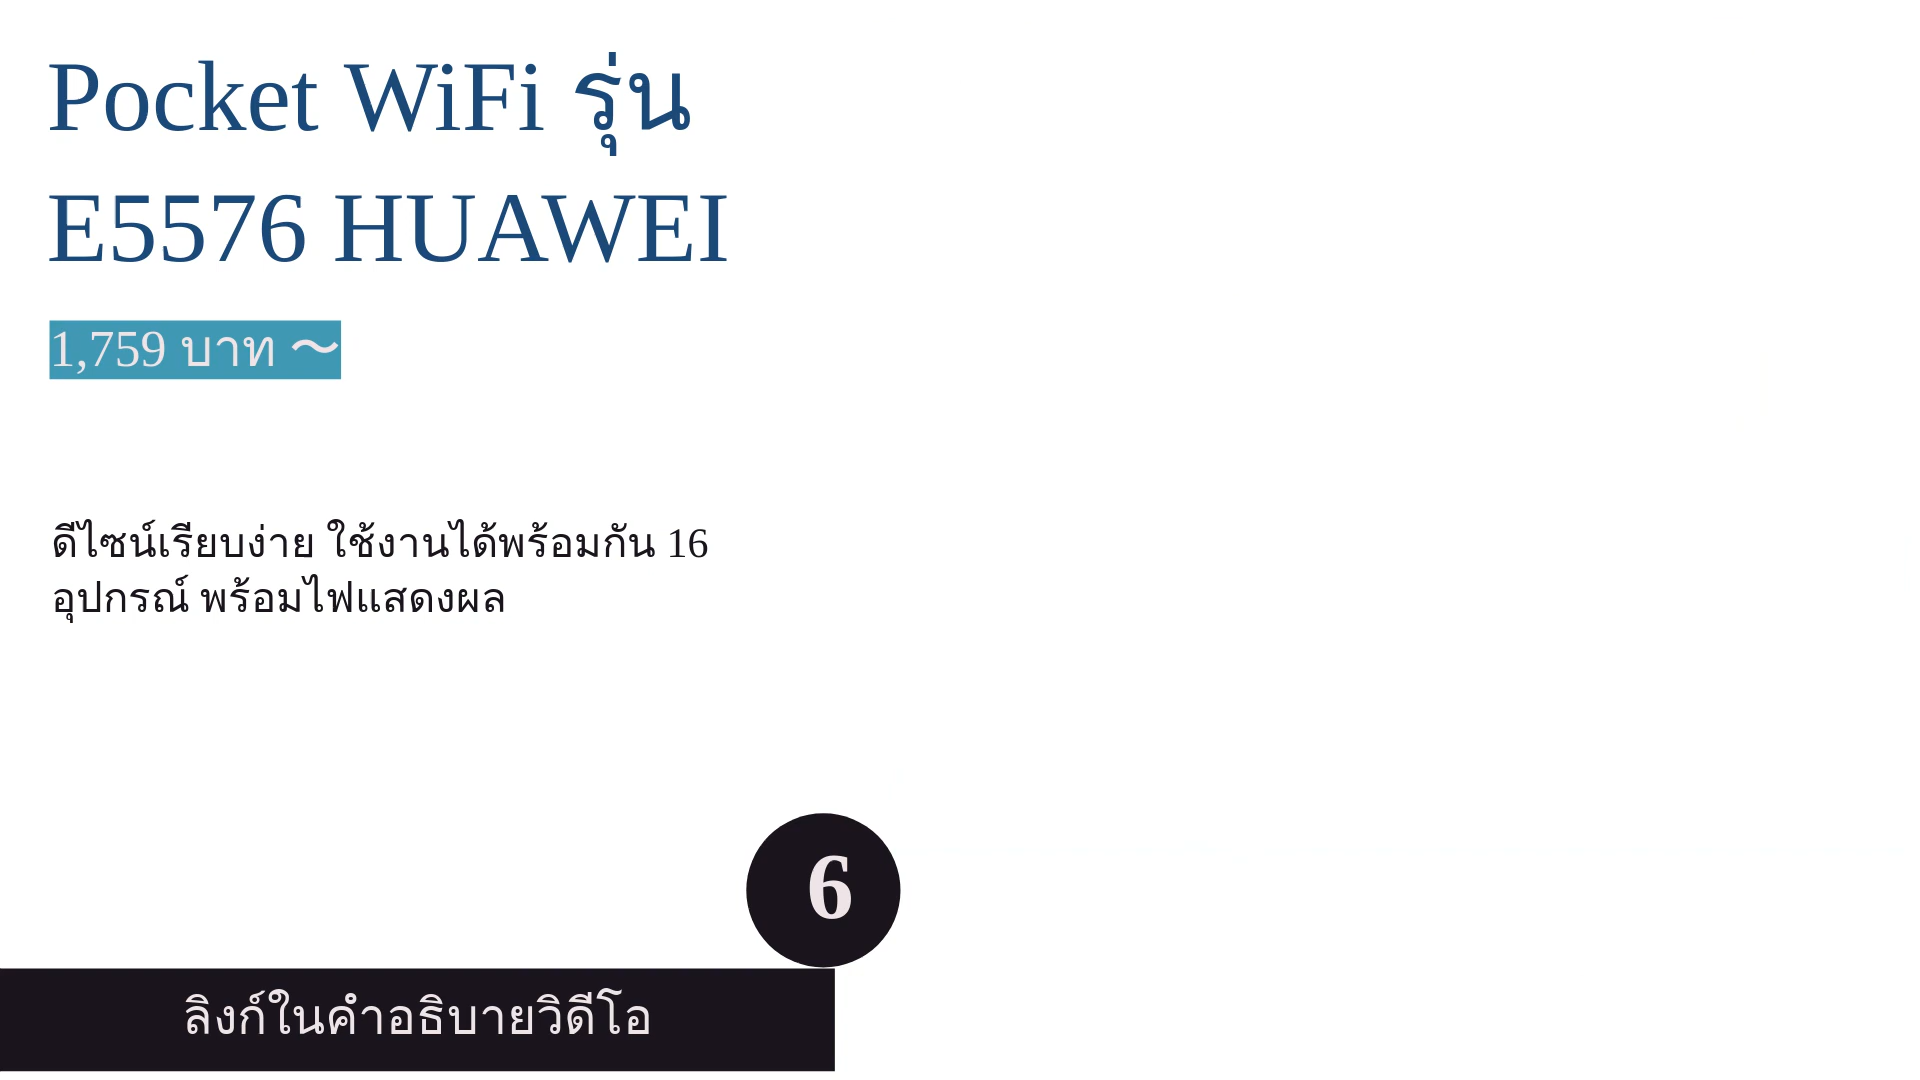 Pocket WiFi รุ่น
E5576 HUAWEI
1,759 บาท ～
ดีไซน์เรียบง่าย ใช้งานได้พร้อมกัน 16
อุปกรณ์ พร้อมไฟแสดงผล
6
ลิงก์ในคำอธิบายวิดีโอ